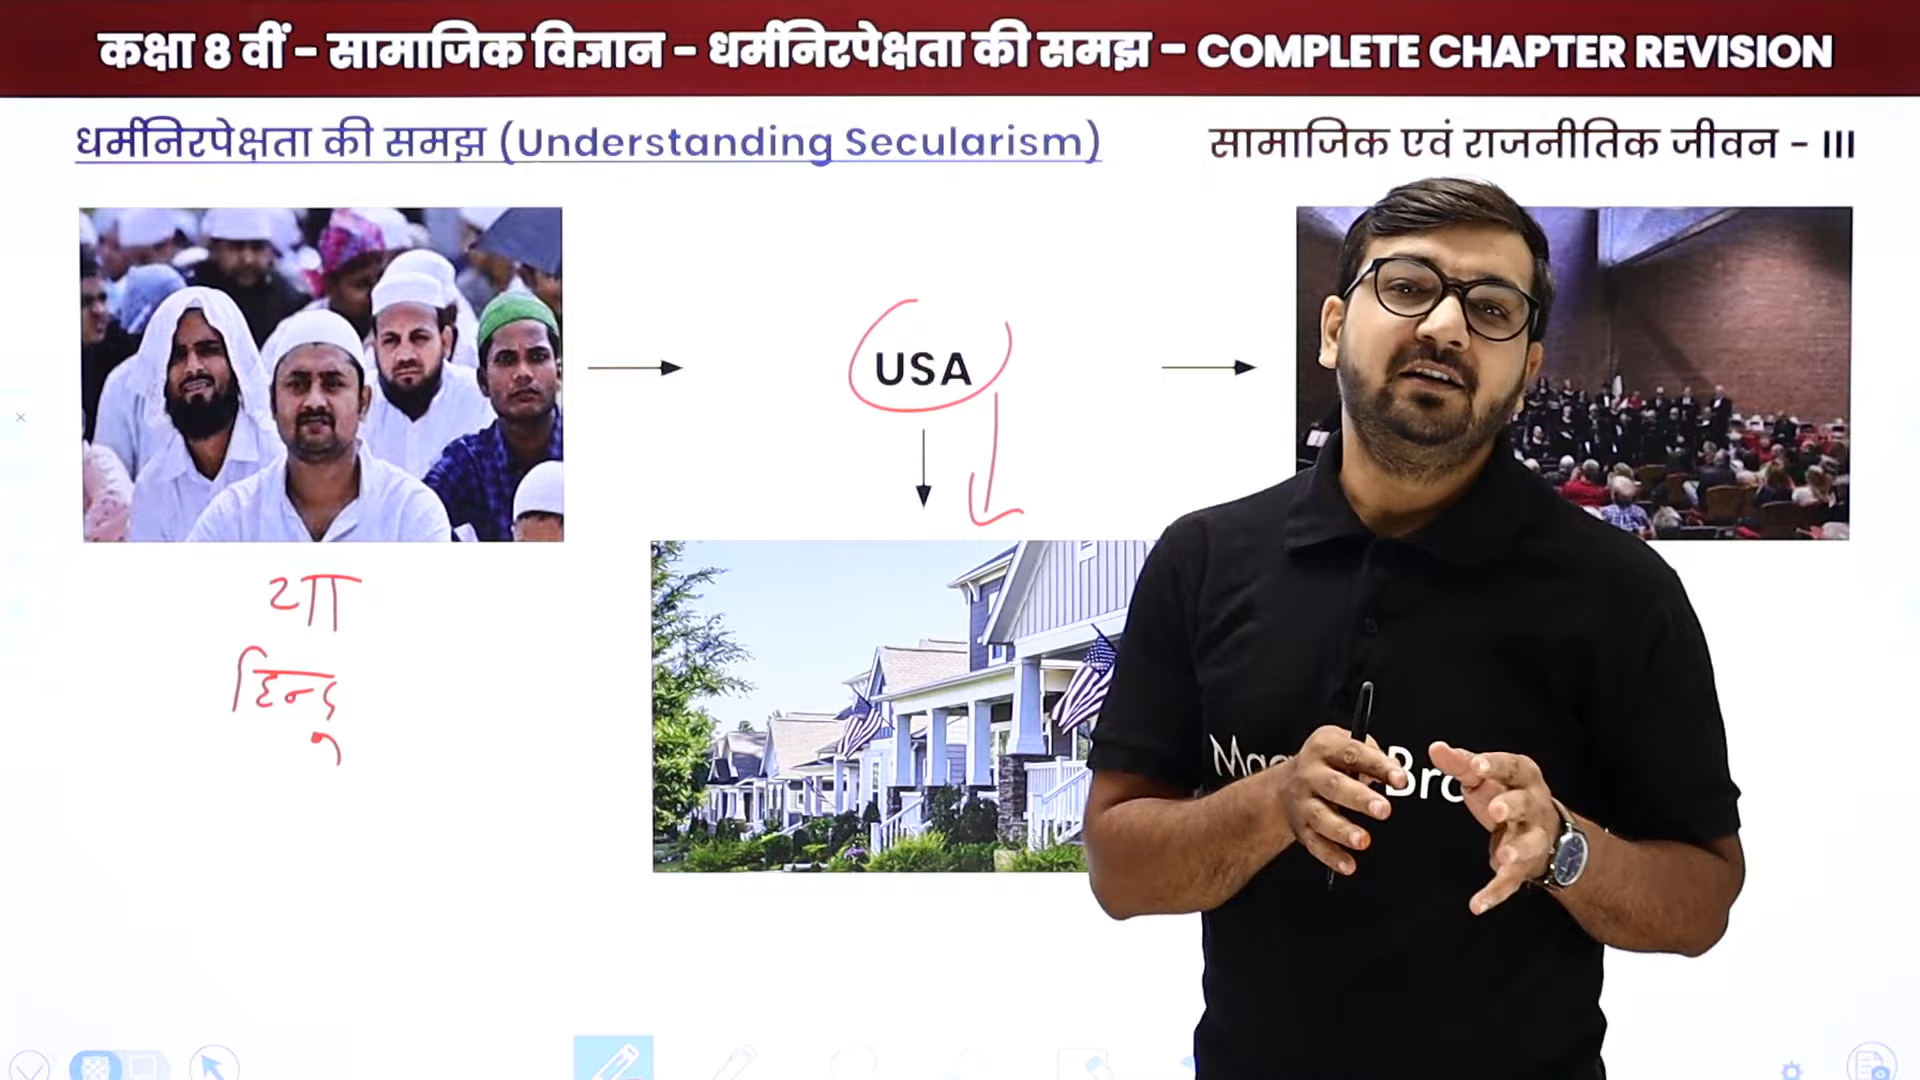 कक्षा 8 वीं - सामाजिक विज्ञान - धर्मनिरपेक्षता की समझ - COMPLETE CHAPTER REVISION
धर्मनिरपेक्षता की समझ (Understanding Secularism)
सामाजिक एवं राजनीतिक जीवन - III
USA
या
हिन्दू